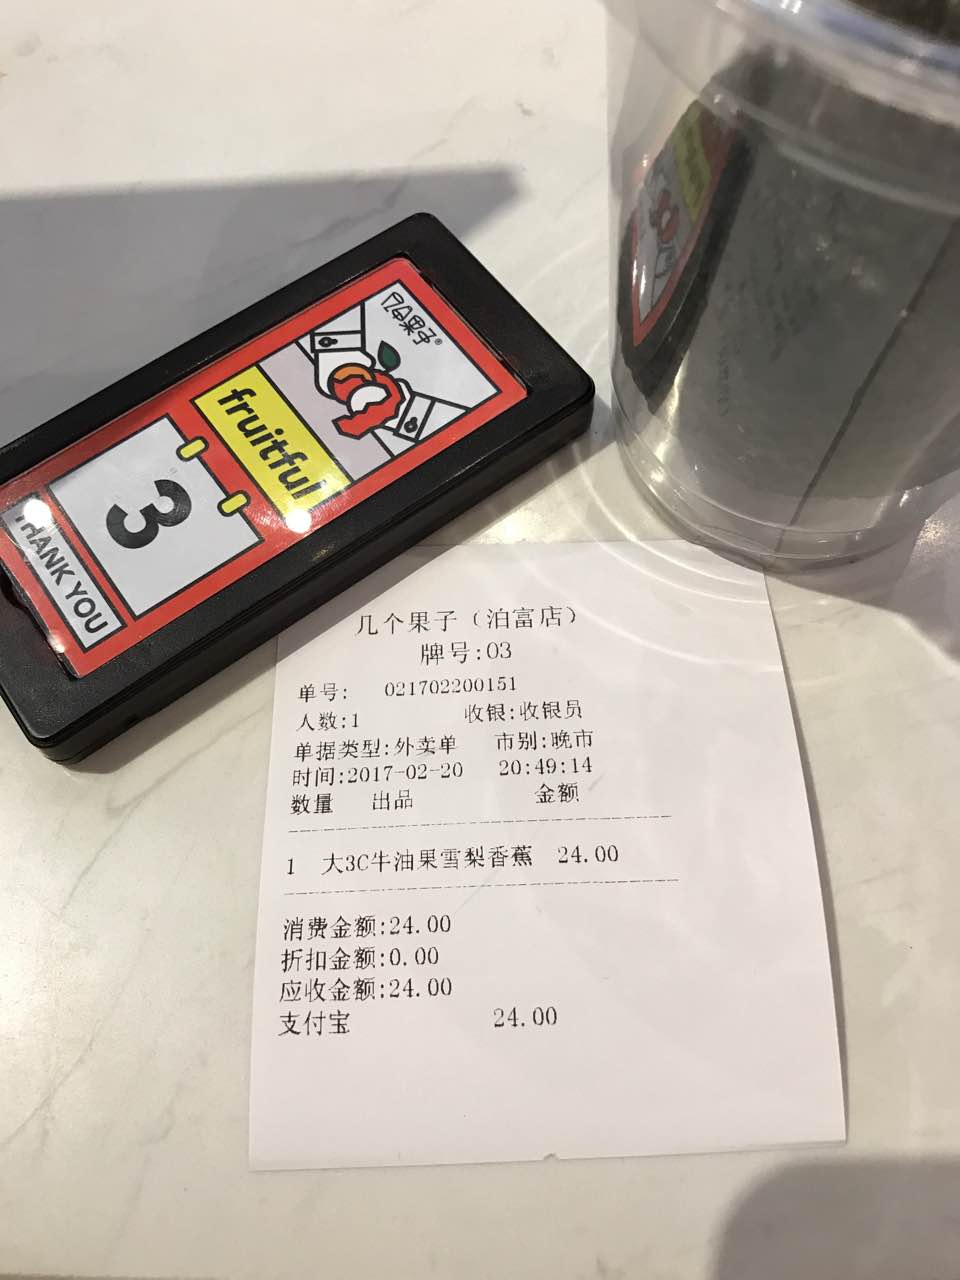 几个果子®
fruitful
3
THANK YOU
几个果子（泊富店）
牌号:03
单号: 021702200151
人数:1 收银:收银员
单据类型:外卖单 市别:晚市
时间:2017-02-20 20:49:14
数量 出品 金额
1 大3C牛油果雪梨香蕉 24.00
消费金额:24.00
折扣金额:0.00
应收金额:24.00
支付宝 24.00